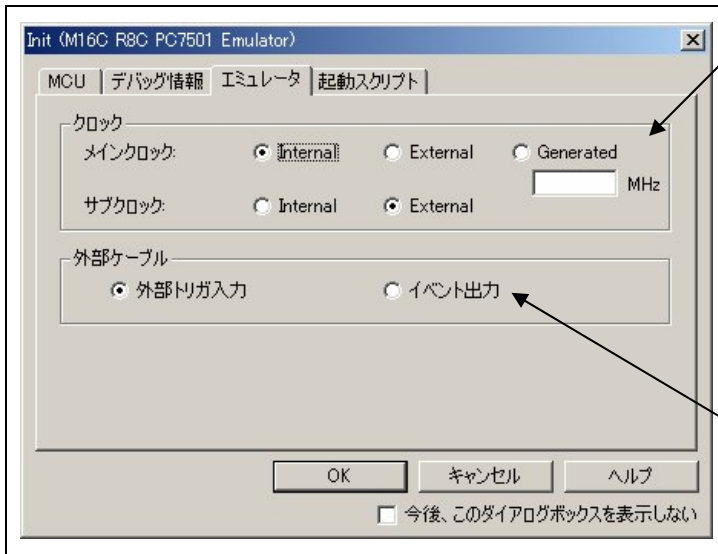 Init (M16C R8C PC7501 Emulator)
MCU デバッグ情報 エミュレータ 起動スクリプト
クロック
メインクロック: Internal External Generated
MHz
サブクロック: Internal External
外部ケーブル
外部トリガ入力 イベント出力
OK キャンセル ヘルプ
今後、このダイアログボックスを表示しない